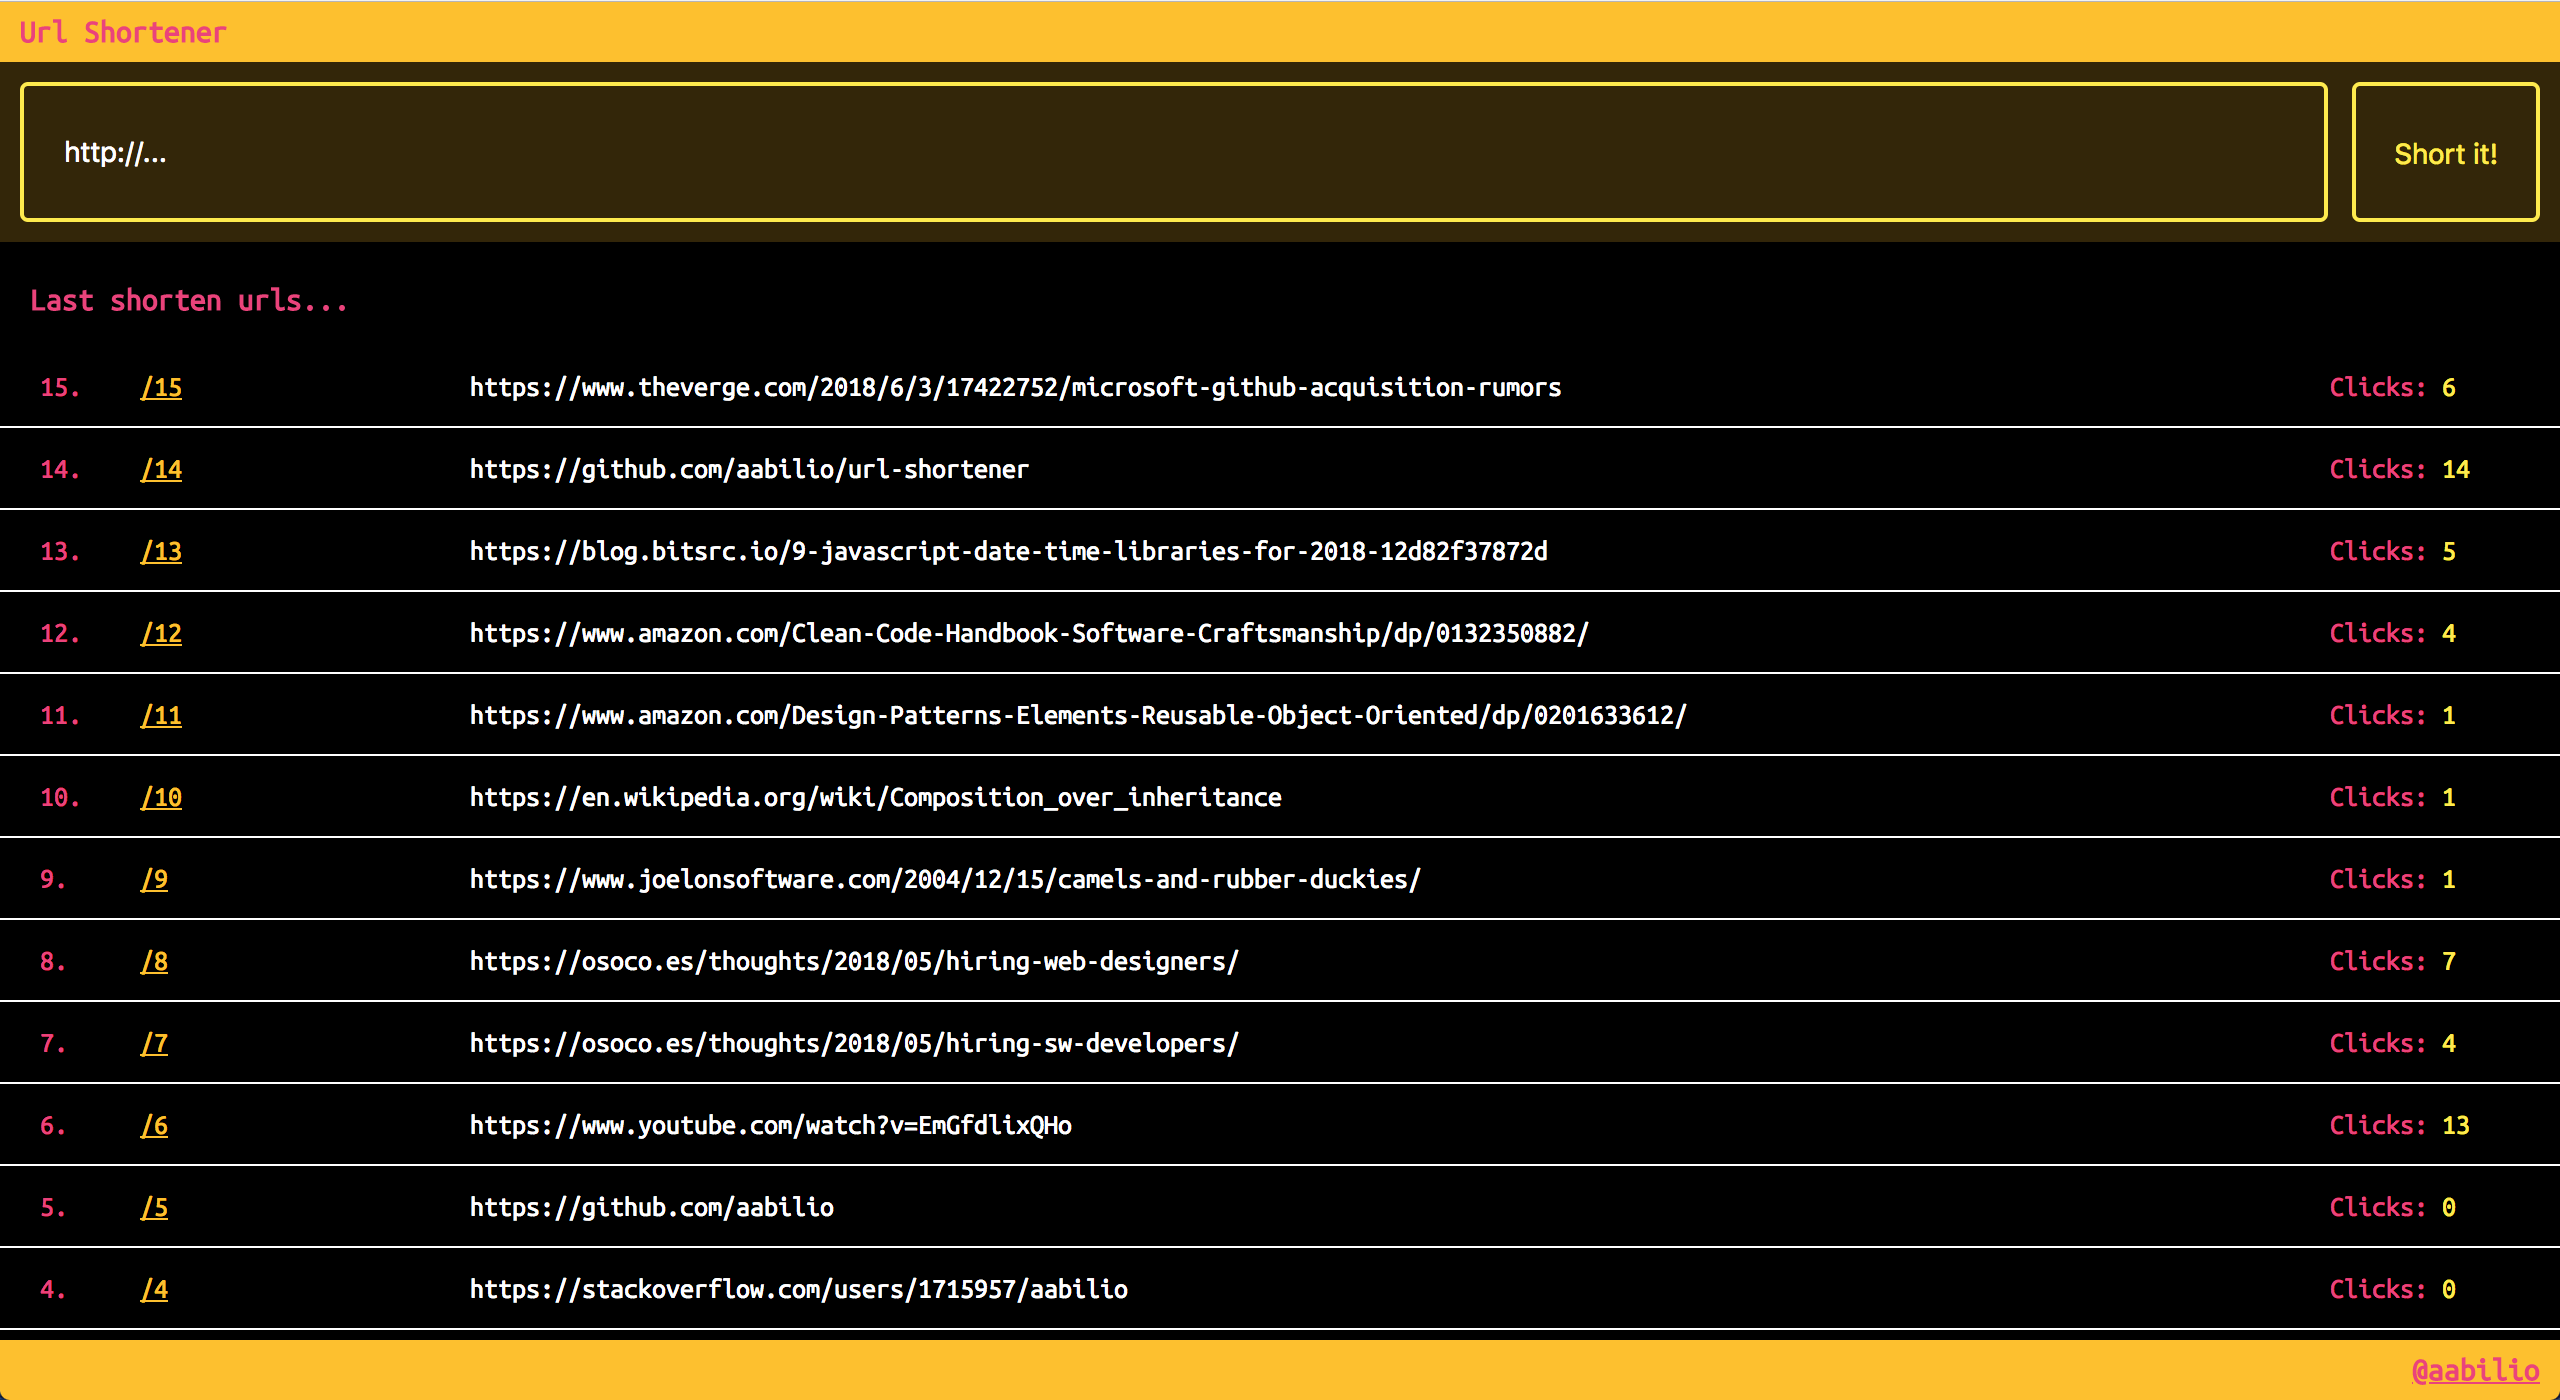 Url Shortener
http://... Short it!
Last shorten urls...
15. /15 https://www.theverge.com/2018/6/3/17422752/microsoft-github-acquisition-rumors Clicks: 6
14. /14 https://github.com/aabilio/url-shortener Clicks: 14
13. /13 https://blog.bitsrc.io/9-javascript-date-time-libraries-for-2018-12d82f37872d Clicks: 5
12. /12 https://www.amazon.com/Clean-Code-Handbook-Software-Craftsmanship/dp/0132350882/ Clicks: 4
11. /11 https://www.amazon.com/Design-Patterns-Elements-Reusable-Object-Oriented/dp/0201633612/ Clicks: 1
10. /10 https://en.wikipedia.org/wiki/Composition_over_inheritance Clicks: 1
9. /9 https://www.joelonsoftware.com/2004/12/15/camels-and-rubber-duckies/ Clicks: 1
8. /8 https://osoco.es/thoughts/2018/05/hiring-web-designers/ Clicks: 7
7. /7 https://osoco.es/thoughts/2018/05/hiring-sw-developers/ Clicks: 4
6. /6 https://www.youtube.com/watch?v=EmGfdlixQHo Clicks: 13
5. /5 https://github.com/aabilio Clicks: 0
4. /4 https://stackoverflow.com/users/1715957/aabilio Clicks: 0
@aabilio